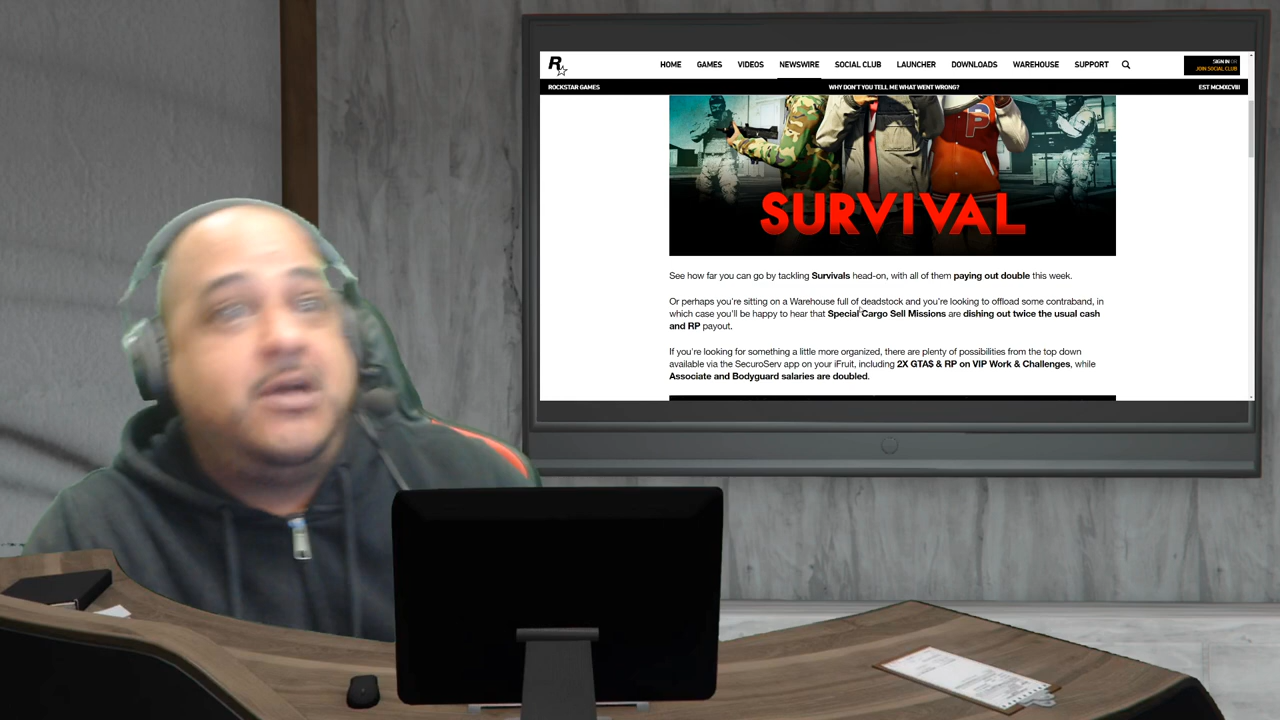 HOME GAMES VIDEOS NEWSWIRE SOCIAL CLUB LAUNCHER DOWNLOADS WAREHOUSE SUPPORT
SIGN IN OR
JOIN SOCIAL CLUB
ROCKSTAR GAMES WHY DON'T YOU TELL ME WHAT WENT WRONG? EST MCMXCVIII
P
SURVIVAL
See how far you can go by tackling Survivals head-on, with all of them paying out double this week.
Or perhaps you're sitting on a Warehouse full of deadstock and you're looking to offload some contraband, in
which case you'll be happy to hear that Special Cargo Sell Missions are dishing out twice the usual cash
and RP payout.
If you're looking for something a little more organized, there are plenty of possibilities from the top down
available via the SecuroServ app on your iFruit, including 2X GTA$ & RP on VIP Work & Challenges, while
Associate and Bodyguard salaries are doubled.